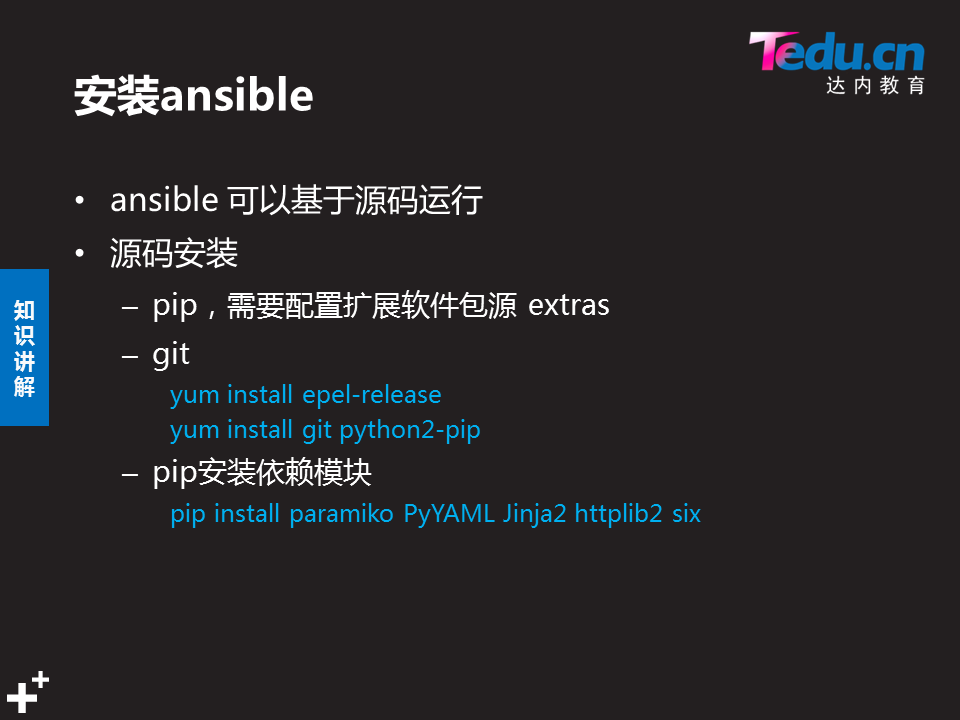 Tedu.cn
达内教育
安装ansible
• ansible 可以基于源码运行
• 源码安装
– pip，需要配置扩展软件包源 extras
– git
yum install epel-release
yum install git python2-pip
– pip安装依赖模块
pip install paramiko PyYAML Jinja2 httplib2 six
知
识
讲
解